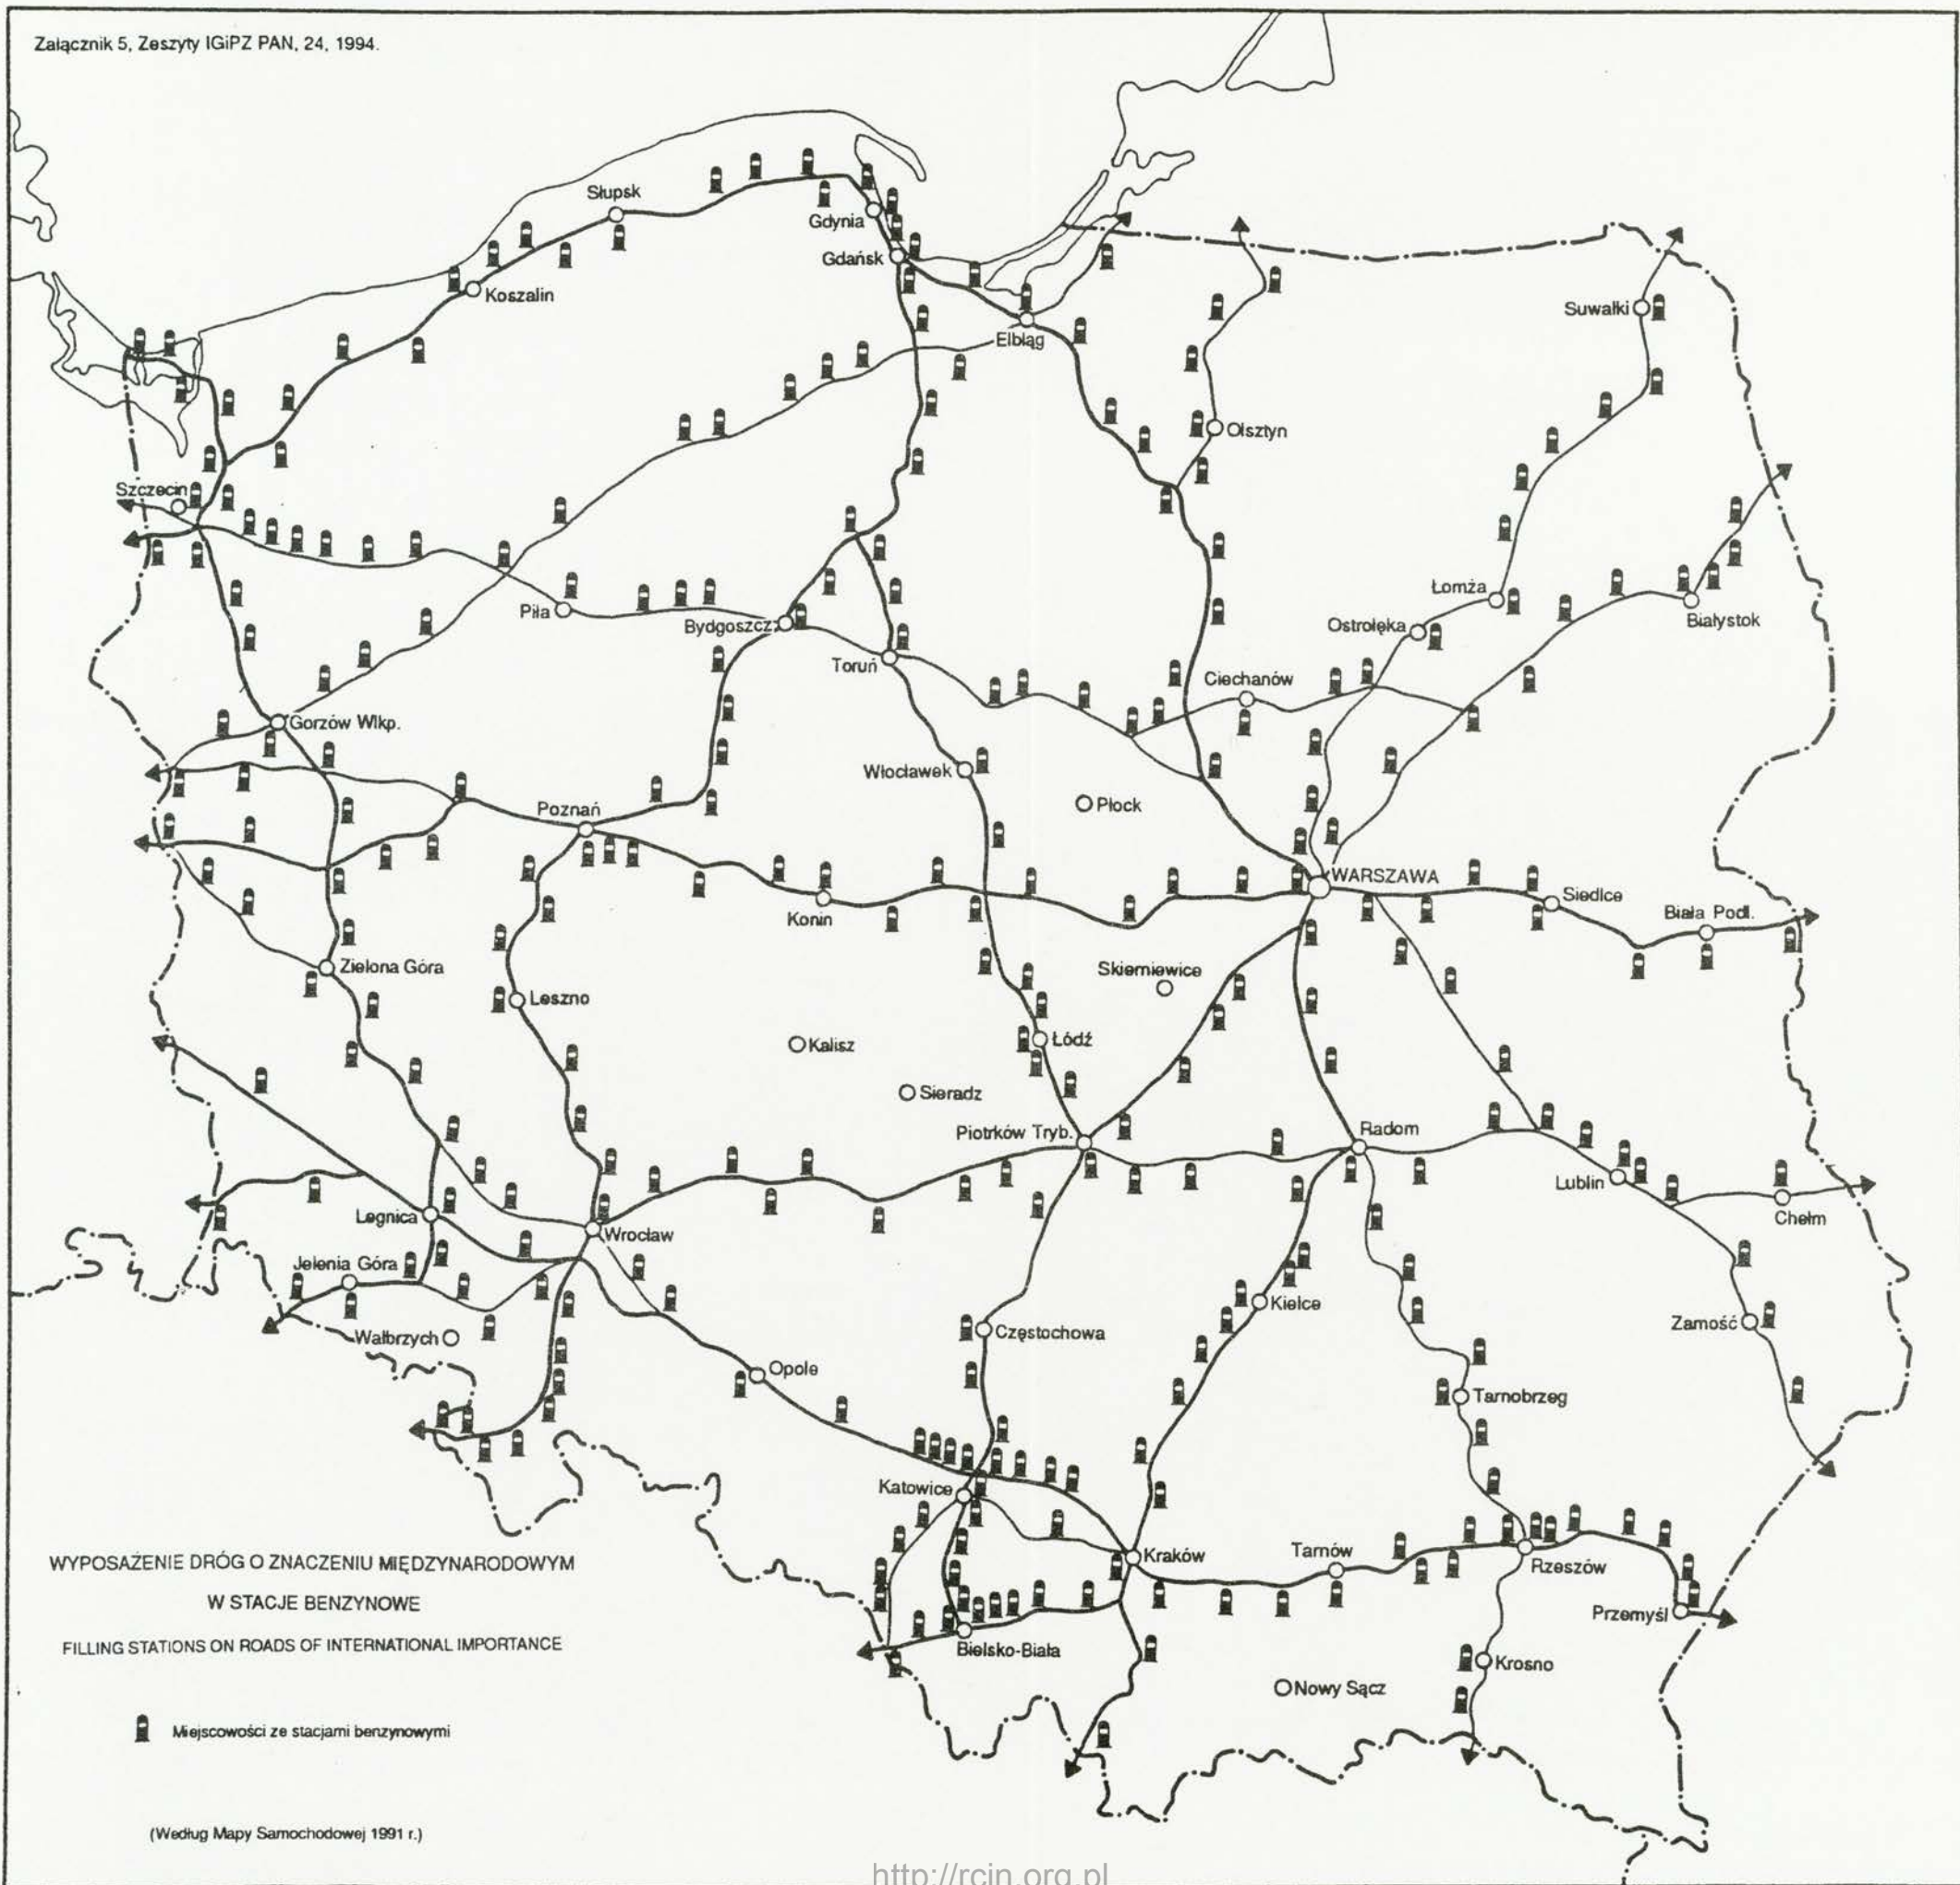 Załącznik 5, Zeszyty IGiPZ PAN, 24, 1994.
Słupsk
Gdynia
Gdańsk
Koszalin
Elbląg
Suwałki
Olsztyn
Szczecin
Łomża
Piła
Bydgoszcz
Ostrołęka
Białystok
Toruń
Ciechanów
Gorzów Wlkp.
Włocławek
Płock
Poznań
WARSZAWA
Siedlce
Konin
Biała Podl.
Zielona Góra
Skierniewice
Leszno
Kalisz
Łódź
Sieradz
Piotrków Tryb.
Radom
Lublin
Legnica
Chełm
Wrocław
Jelenia Góra
Kielce
Wałbrzych
Częstochowa
Zamość
Opole
Tarnobrzeg
Katowice
WYPOSAŻENIE DRÓG O ZNACZENIU MIĘDZYNARODOWYM
W STACJE BENZYNOWE
FILLING STATIONS ON ROADS OF INTERNATIONAL IMPORTANCE
Kraków
Tarnów
Rzeszów
Przemyśl
Bielsko-Biała
Krosno
Nowy Sącz
Miejscowości ze stacjami benzynowymi
(Według Mapy Samochodowej 1991 r.)
http://rcin.org.pl